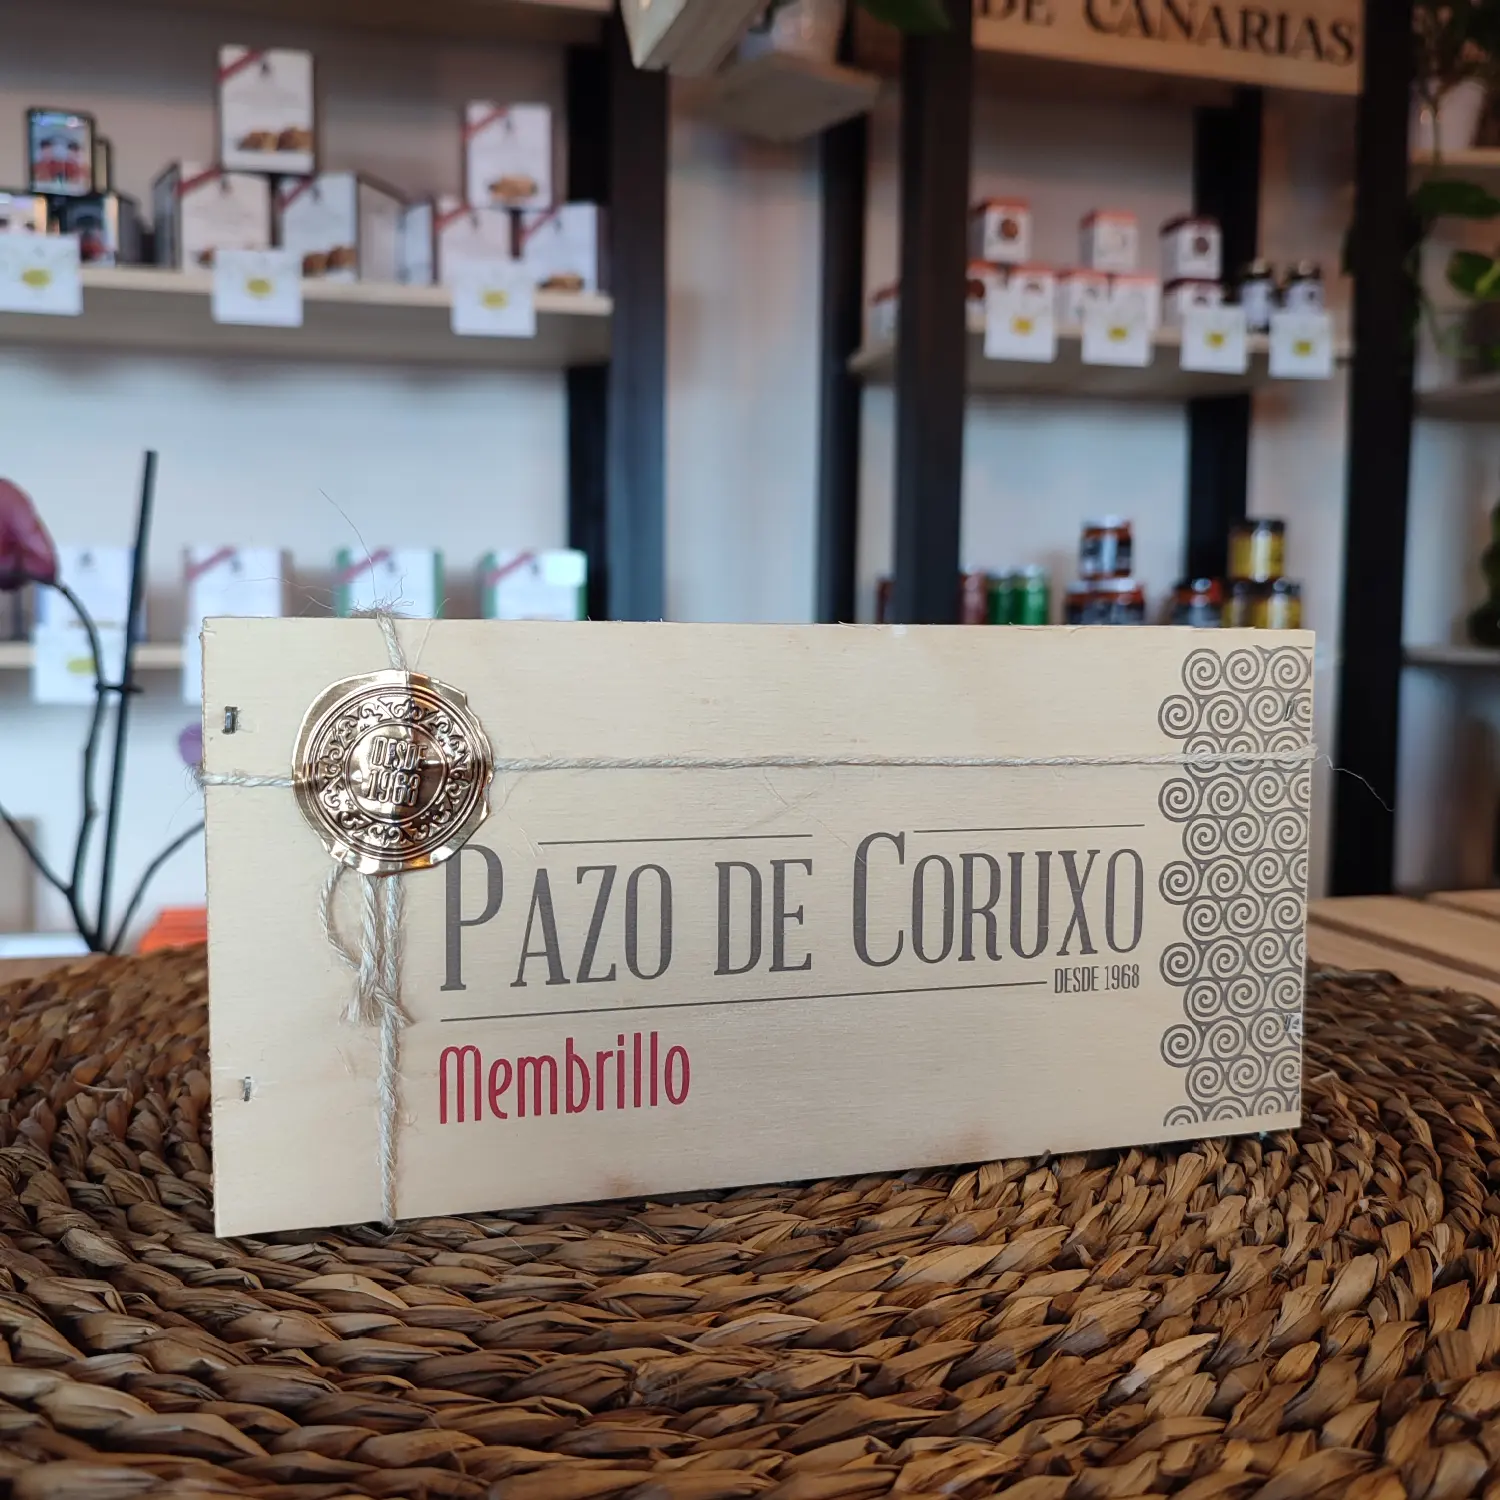 DE CANARIAS
DESDE
1968
PAZO DE CORUXO
DESDE 1968
Membrillo